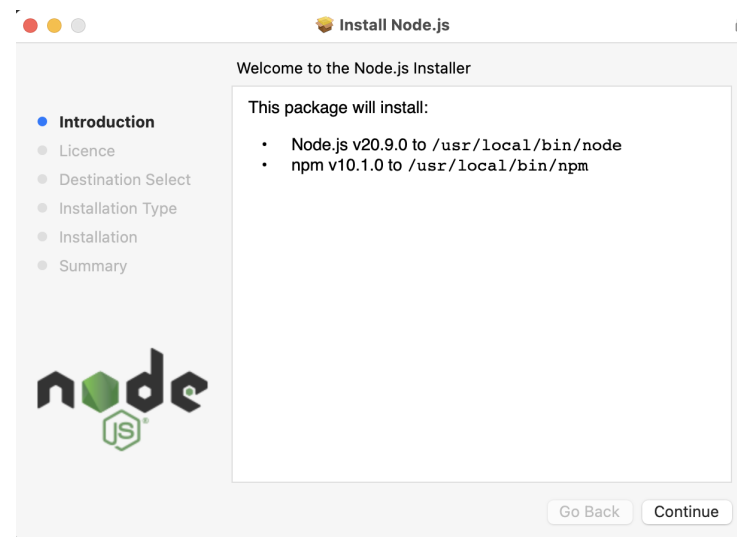 Install Node.js
Welcome to the Node.js Installer
Introduction
Licence
Destination Select
Installation Type
Installation
Summary
This package will install:
• Node.js v20.9.0 to /usr/local/bin/node
• npm v10.1.0 to /usr/local/bin/npm
node
JS®
Go Back
Continue